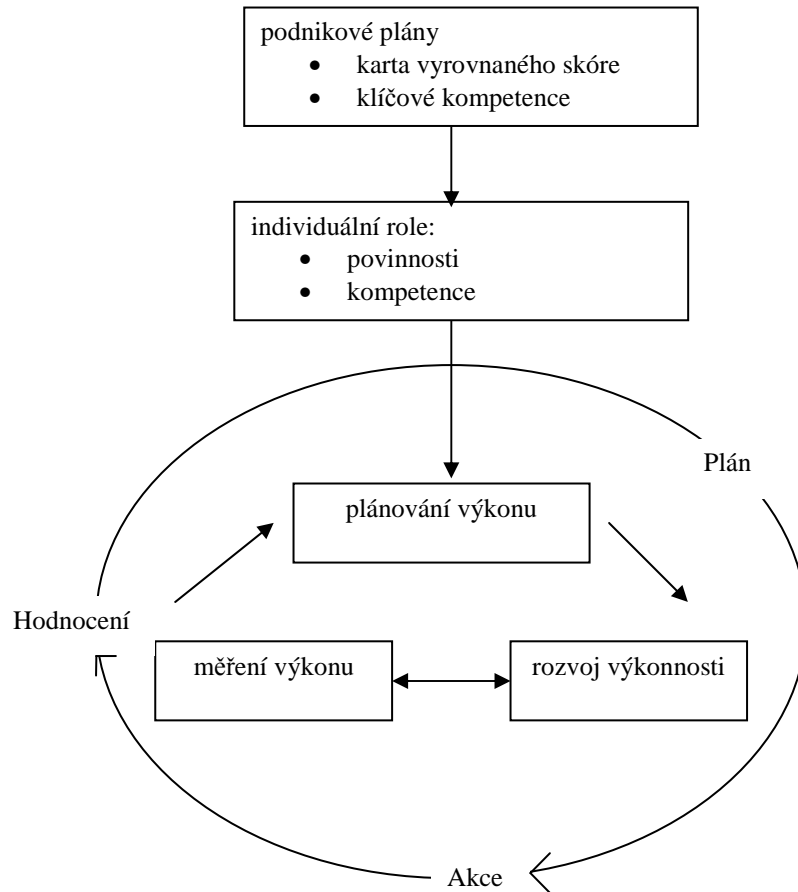 podnikové plány
• karta vyrovnaného skóre
• klíčové kompetence
individuální role:
• povinnosti
• kompetence
Plán
plánování výkonu
Hodnocení
měření výkonu
rozvoj výkonnosti
Akce